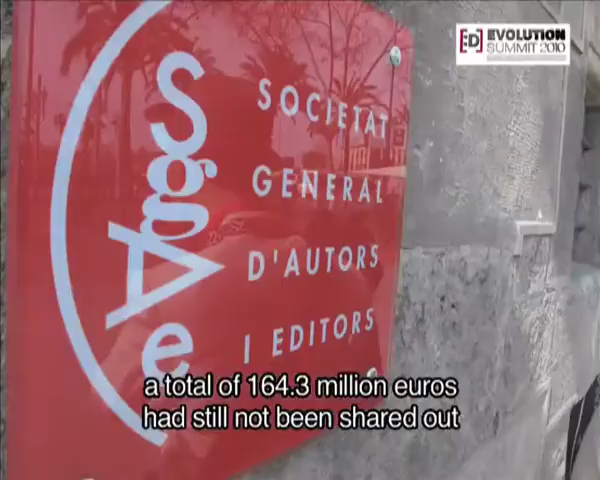 [ED] EVOLUTION
SUMMIT 2010
SgAe
SOCIETAT
GENERAL
D'AUTORS
I EDITORS
a total of 164.3 million euros
had still not been shared out